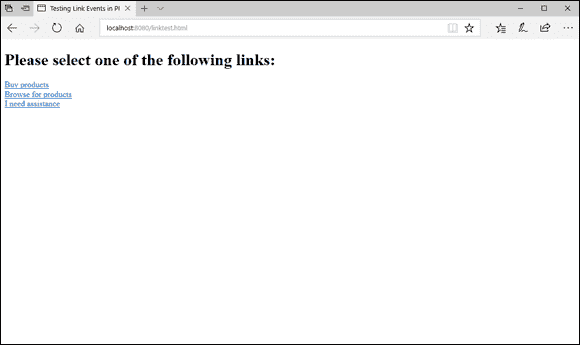 Testing Link Events in PI
localhost:8080/linktest.html
Please select one of the following links:
Buy products
Browse for products
I need assistance